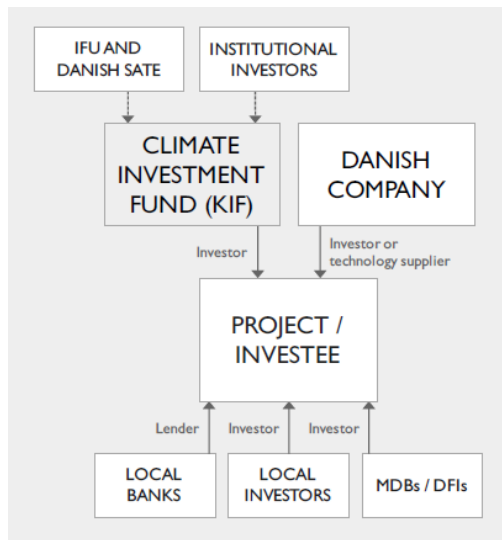 IFU AND
DANISH SATE
INSTITUTIONAL
INVESTORS
CLIMATE
INVESTMENT
FUND (KIF)
DANISH
COMPANY
Investor
Investor or
technology supplier
PROJECT /
INVESTEE
Lender
Investor
Investor
LOCAL
BANKS
LOCAL
INVESTORS
MDBs / DFIs